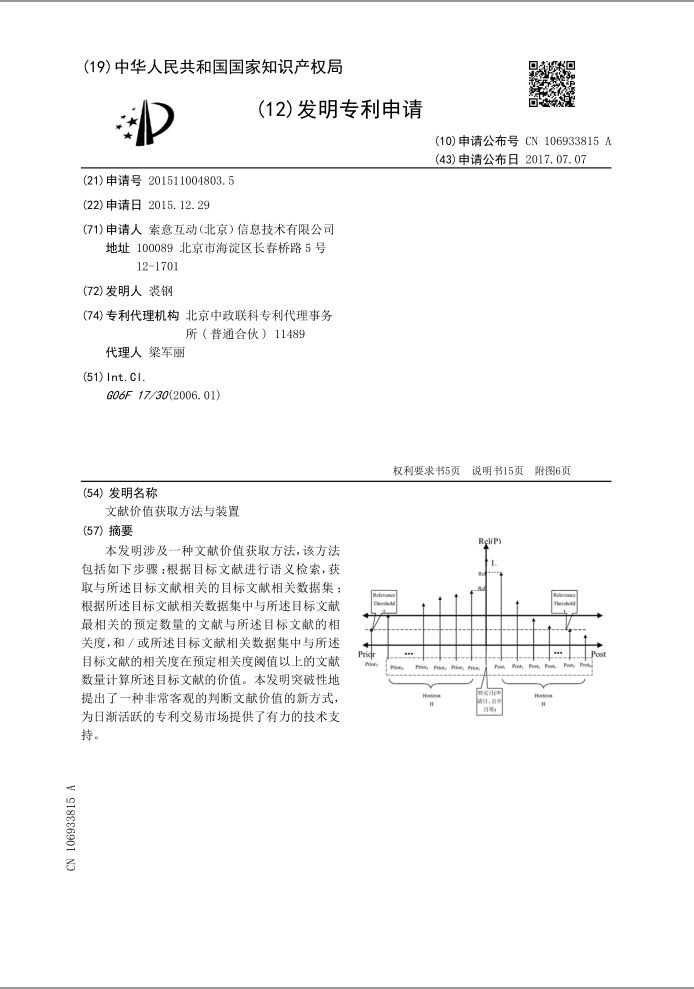 (19)中华人民共和国国家知识产权局
(12)发明专利申请
(10)申请公布号 CN 106933815 A
(43)申请公布日 2017.07.07
(21)申请号 201511004803.5
(22)申请日 2015.12.29
(71)申请人 索意互动(北京)信息技术有限公司
地址 100089 北京市海淀区长春桥路5号
12-1701
(72)发明人 裘钢
(74)专利代理机构 北京中政联科专利代理事务
所(普通合伙) 11489
代理人 梁军丽
(51)Int.Cl.
G06F 17/30(2006.01)
权利要求书5页 说明书15页 附图6页
(54)发明名称
文献价值获取方法与装置
(57)摘要
本发明涉及一种文献价值获取方法,该方法
包括如下步骤:根据目标文献进行语义检索,获
取与所述目标文献相关的目标文献相关数据集;
根据所述目标文献相关数据集中与所述目标文献
最相关的预定数量的文献与所述目标文献的相
关度,和/或所述目标文献相关数据集中与所述
目标文献的相关度在预定相关度阈值以上的文献
数量计算所述目标文献的价值。本发明突破性地
提出了一种非常客观的判断文献价值的新方式,
为日渐活跃的专利交易市场提供了有力的技术支
持。
Rel(P)
L
Rel
Rel
Relevance
Threshold
Relevance
Threshold
Prior
Post
...
...
Prior Prior Prior₄ Prior₃ Prior₂ Prior₁
Post₁ Post₂ Post₃ Post₄ Post Post
Horizon
H
Horizon
H
特定日(申
请日、公开
日等)
CN 106933815 A